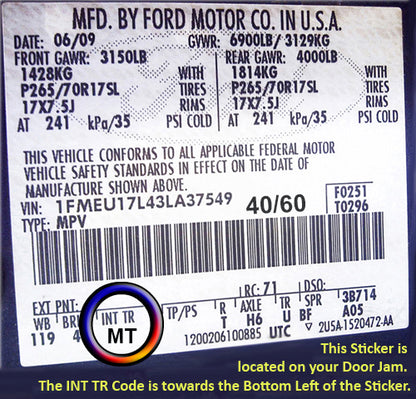 MFD. BY FORD MOTOR CO. IN U.S.A.
DATE: 06/09 GVWR: 6900LB/ 3129KG
FRONT GAWR: 3150LB REAR GAWR: 4000LB
1428KG WITH 1814KG WITH
P265/70R17SL TIRES P265/70R17SL TIRES
17X7.5J RIMS 17X7.5J RIMS
AT 241 kPa/35 PSI COLD AT 241 kPa/35 PSI COLD
THIS VEHICLE CONFORMS TO ALL APPLICABLE FEDERAL MOTOR
VEHICLE SAFETY STANDARDS IN EFFECT ON THE DATE OF
MANUFACTURE SHOWN ABOVE.
VIN: 1FMEU17L43LA37549 40/60 F0251
TYPE: MPV T0296
EXT PNT: RC: 71 DSO:
WB BRK INT TR TP/PS R AXLE TR SPR 3B714
119 4 MT T H6 U BF A05
1200206100885 UTC ▽ 2U5A-1520472-AA
This Sticker is
located on your Door Jam.
The INT TR Code is towards the Bottom Left of the Sticker.